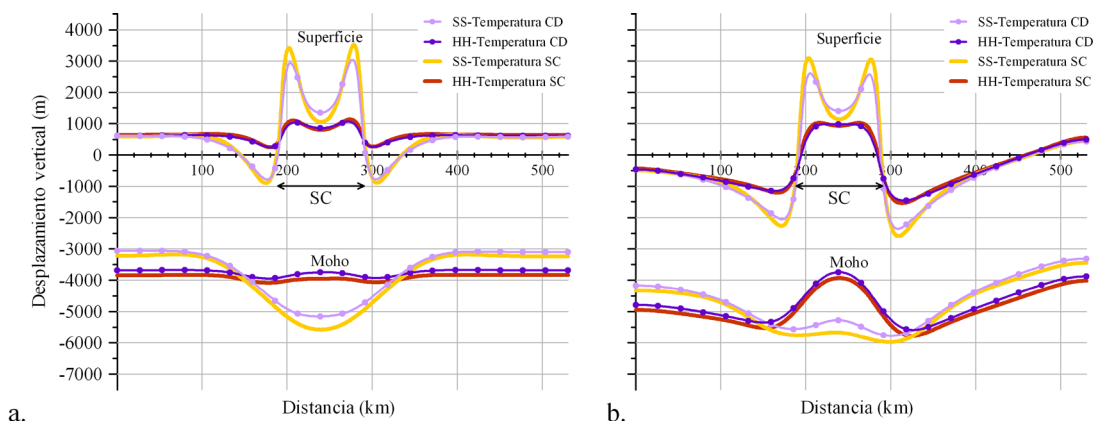 4000
3000
2000
1000
0
-1000
-2000
-3000
-4000
-5000
-6000
-7000
Desplazamiento vertical (m)
SS-Temperatura CD
HH-Temperatura CD
SS-Temperatura SC
HH-Temperatura SC
Superfície
100 200 300 400 500
SC
Moho
Distancia (km)
a.
SS-Temperatura CD
HH-Temperatura CD
SS-Temperatura SC
HH-Temperatura SC
Superfície
100 200 300 400 500
SC
Moho
Distancia (km)
b.